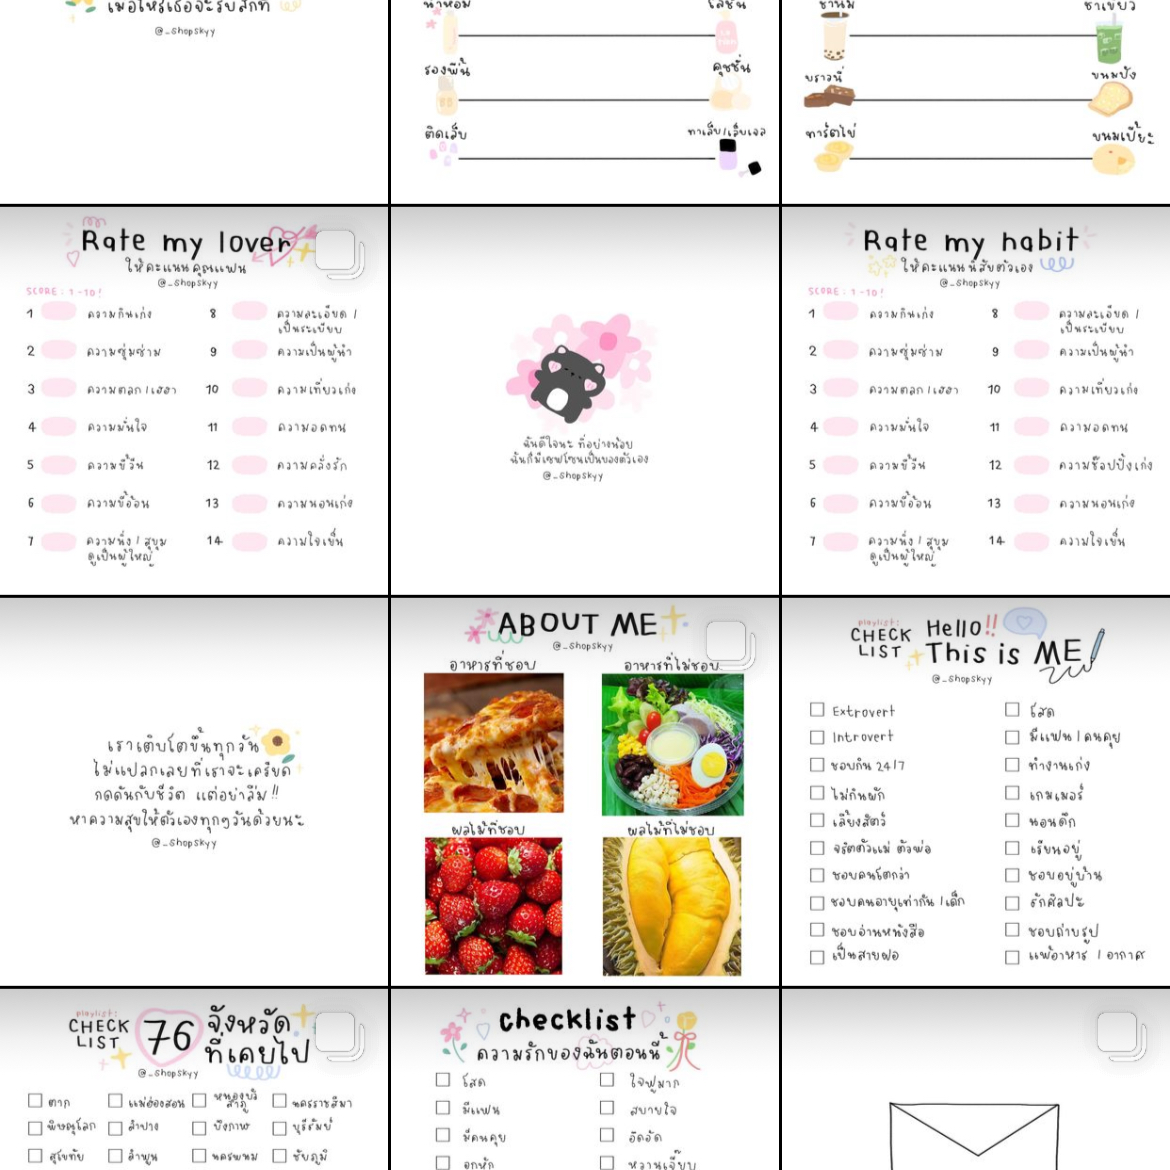 เมื่อไหร่เธอจะรับสักที
@_shopskyy
น้ำหอม
โลชั่น
รองพื้น
คุชชั่น
ติดเล็บ
ทาเล็บ/เล็บเจล
ชานม
ชาเขียว
บราวนี่
ขนมปัง
ทาร์ตไข่
ขนมเปี๊ยะ
Rate my lover
ให้คะแนนคุณแฟน
@_shopskyy
SCORE : 1-10!
1 ความกินเก่ง
2 ความซุ่มซ่าม
3 ความตลก / เฮฮา
4 ความมั่นใจ
5 ความขี้วีน
6 ความขี้อ้อน
7 ความนิ่ง / สุขุม
ดูเป็นผู้ใหญ่
8 ความละเอียด /
เป็นระเบียบ
9 ความเป็นผู้นำ
10 ความเที่ยวเก่ง
11 ความอดทน
12 ความคลั่งรัก
13 ความนอนเก่ง
14 ความใจเย็น
ฉันดีใจนะ ที่อย่างน้อย
ฉันก็มีเซฟโซนเป็นของตัวเอง
@_shopskyy
Rate my habit
ให้คะแนนนิสัยตัวเอง
@_shopskyy
SCORE : 1-10!
1 ความกินเก่ง
2 ความซุ่มซ่าม
3 ความตลก / เฮฮา
4 ความมั่นใจ
5 ความขี้วีน
6 ความขี้อ้อน
7 ความนิ่ง / สุขุม
ดูเป็นผู้ใหญ่
8 ความละเอียด /
เป็นระเบียบ
9 ความเป็นผู้นำ
10 ความเที่ยวเก่ง
11 ความอดทน
12 ความช๊อปปิ้งเก่ง
13 ความนอนเก่ง
14 ความใจเย็น
เราเติบโตขึ้นทุกวัน
ไม่แปลกเลยที่เราจะเครียด
กดดันกับชีวิต แต่อย่าลืม!!
หาความสุขให้ตัวเองทุกๆวันด้วยนะ
@_shopskyy
ABOUT ME
@_shopskyy
อาหารที่ชอบ
อาหารที่ไม่ชอบ
ผลไม้ที่ชอบ
ผลไม้ที่ไม่ชอบ
playlist:
CHECK
LIST
Hello!!
This is ME!
@_shopskyy
Extrovert
Introvert
ชอบกิน 24/7
ไม่กินผัก
เลี้ยงสัตว์
จริตตัวแม่ ตัวพ่อ
ชอบคนโตกว่า
ชอบคนอายุเท่ากัน / เด็ก
ชอบอ่านหนังสือ
เป็นสายฝอ
โสด
มีแฟน / คนคุย
ทำงานเก่ง
เกมเมอร์
นอนดึก
เรียนอยู่
ชอบอยู่บ้าน
รักศิลปะ
ชอบถ่ายรูป
แพ้อาหาร / อากาศ
playlist:
CHECK
LIST
76
จังหวัด
ที่เคยไป
@_shopskyy
ตาก
แม่ฮ่องสอน
หนองบัว
ลำภู
นครราชสีมา
พิษณุโลก
ลำปาง
บึงกาฬ
บุรีรัมย์
สุโขทัย
ลำพูน
นครพนม
ชัยภูมิ
checklist
ความรักของฉันตอนนี้
โสด
มีแฟน
มีคนคุย
อกหัก
ใจฟูมาก
สบายใจ
อึดอัด
หวานเจี๊ยบ